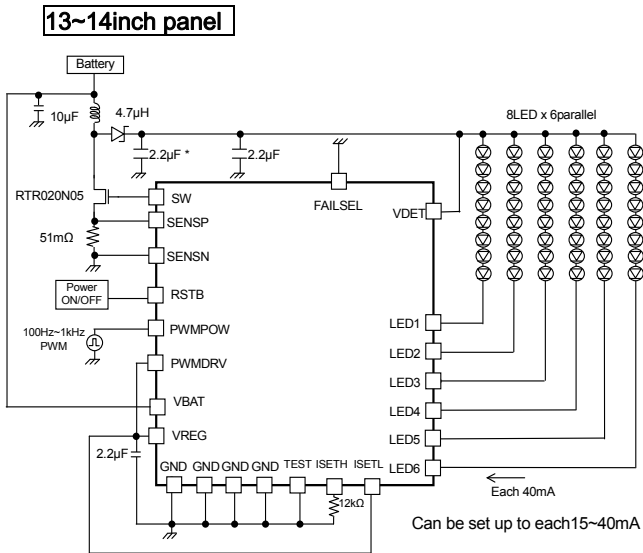 13~14inch panel
Battery
10μF
4.7μH
8LED x 6parallel
2.2μF *
2.2μF
RTR020N05
SW
FAILSEL
SENSP
VDET
51mΩ
SENSN
Power
ON/OFF
RSTB
LED1
100Hz~1kHz
PWM
PWMPOW
LED2
PWMDRV
LED3
VBAT
LED4
VREG
LED5
2.2μF
GND GND GND GND TEST ISETH ISETL
LED6
12kΩ
Each 40mA
Can be set up to each15~40mA